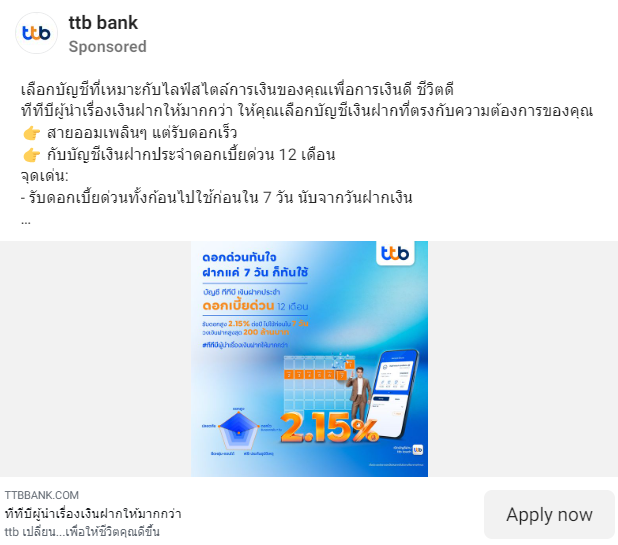 ttb bank
Sponsored
เลือกบัญชีที่เหมาะกับไลฟ์สไตล์การเงินของคุณเพื่อการเงินดี ชีวิตดี
ทีทีบีผู้นำเรื่องเงินฝากให้มากกว่า ให้คุณเลือกบัญชีเงินฝากที่ตรงกับความต้องการของคุณ
👉 สายออมเพลินๆ แต่รับดอกเร็ว
👉 กับบัญชีเงินฝากประจำดอกเบี้ยด่วน 12 เดือน
จุดเด่น:
- รับดอกเบี้ยด่วนทั้งก้อนไปใช้ก่อนใน 7 วัน นับจากวันฝากเงิน
...
ttb
ดอกด่วนทันใจ
ฝากแค่ 7 วัน ก็ทันใช้
บัญชี ทีทีบี เงินฝากประจำ
ดอกเบี้ยด่วน 12 เดือน
รับดอกสูง 2.15% ต่อปี ไปใช้ก่อนใน 7 วัน
วงเงินฝากสูงสุด 200 ล้านบาท
#ทีทีบีผู้นำเรื่องเงินฝากให้มากกว่า
2.15%
TTBBANK.COM
ทีทีบีผู้นำเรื่องเงินฝากให้มากกว่า
ttb เปลี่ยน...เพื่อให้ชีวิตคุณดีขึ้น
Apply now